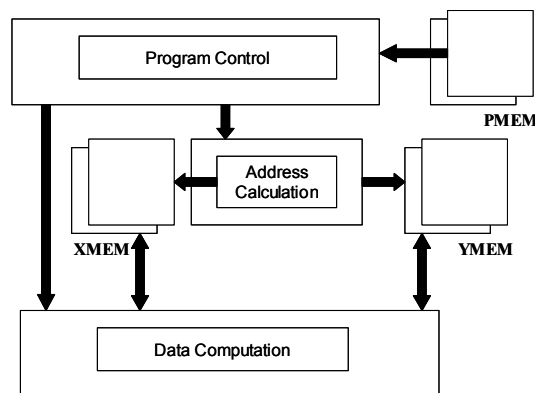 Program Control
PMEM
Address
Calculation
XMEM
YMEM
Data Computation